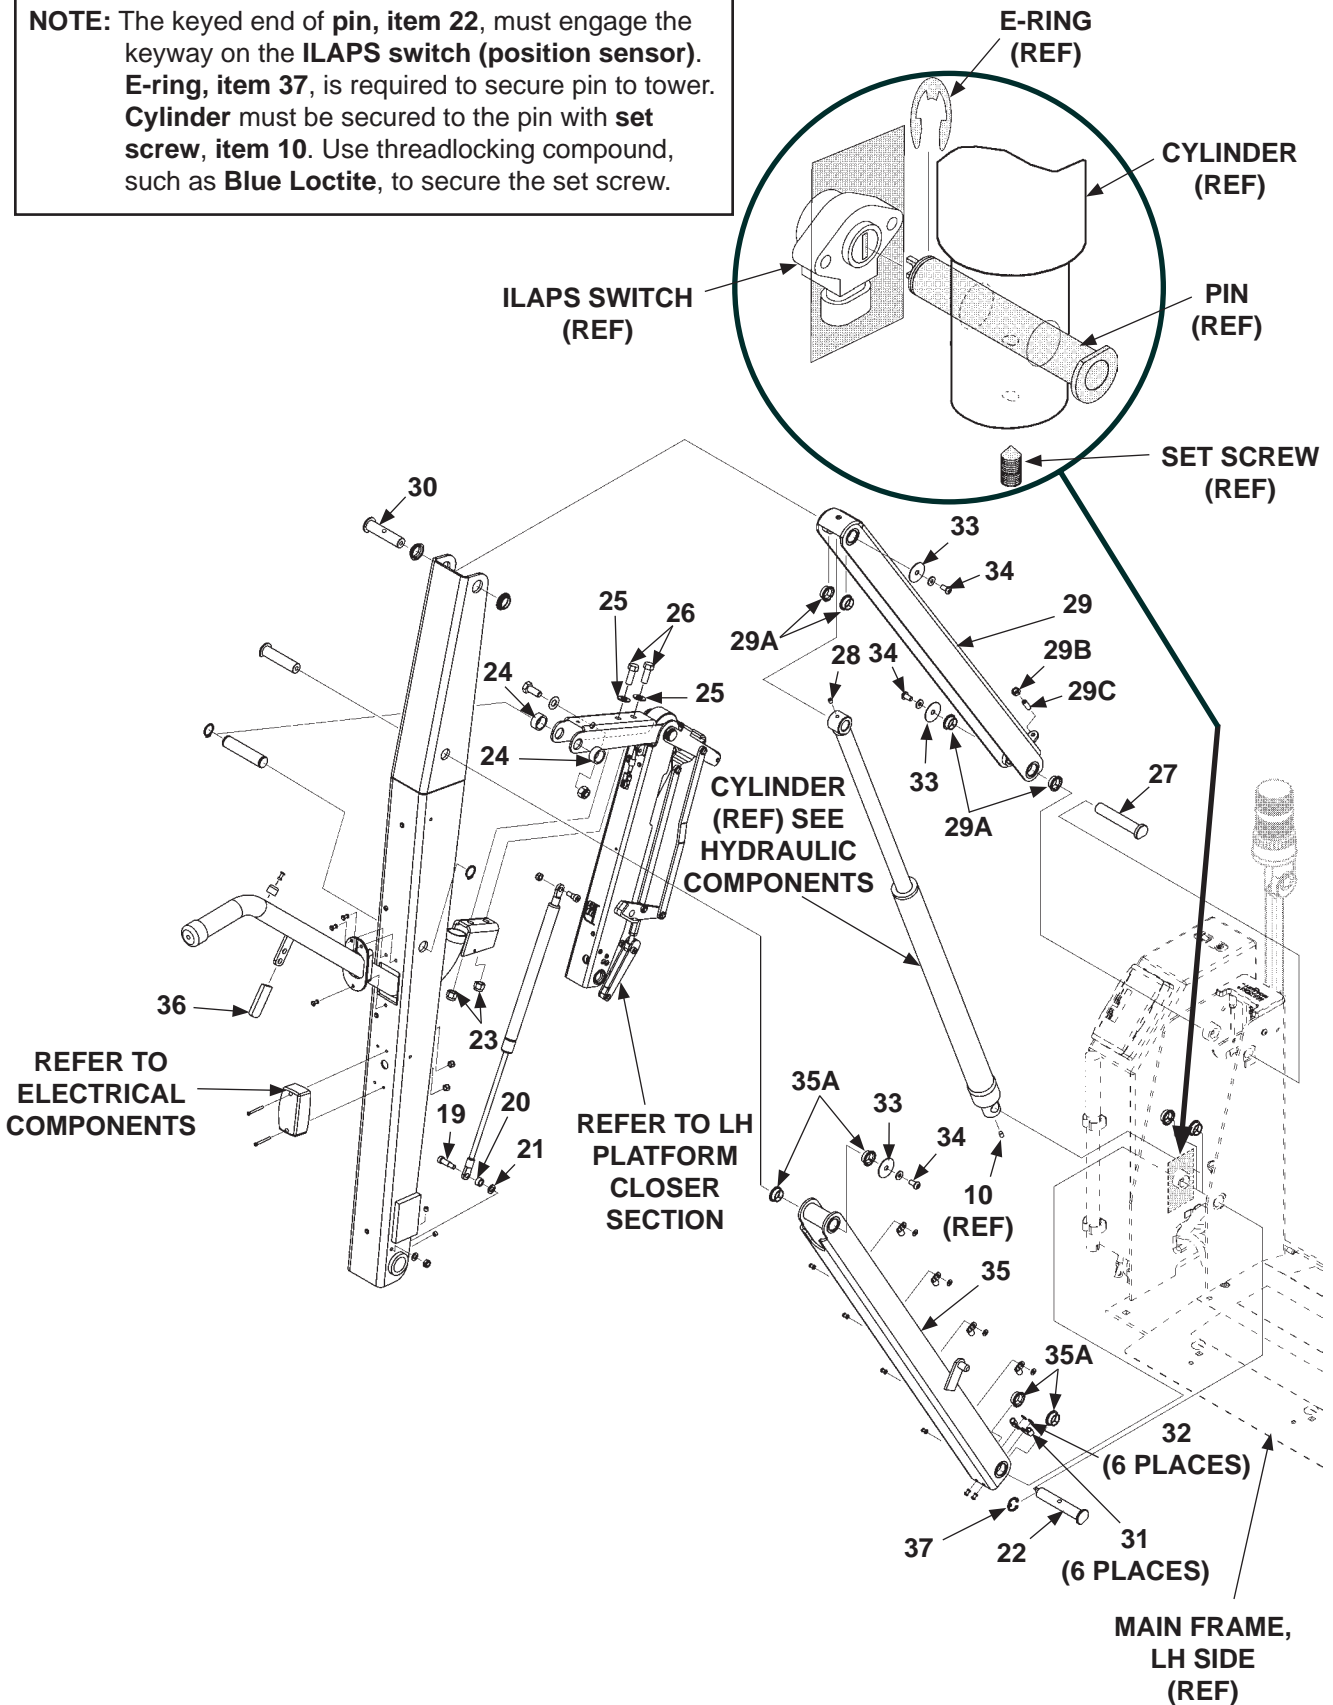 NOTE: The keyed end of pin, item 22, must engage the
keyway on the ILAPS switch (position sensor).
E-ring, item 37, is required to secure pin to tower.
Cylinder must be secured to the pin with set
screw, item 10. Use threadlocking compound,
such as Blue Loctite, to secure the set screw.
E-RING
(REF)
CYLINDER
(REF)
ILAPS SWITCH
(REF)
PIN
(REF)
SET SCREW
(REF)
30
33
34
25
26
29
29A
28
34
29B
24
25
29C
24
33
27
CYLINDER
(REF) SEE
HYDRAULIC
COMPONENTS
29A
36
23
REFER TO
ELECTRICAL
COMPONENTS
35A
33
19
20
21
REFER TO LH
PLATFORM
CLOSER
SECTION
34
10
(REF)
35
35A
32
(6 PLACES)
37
22
31
(6 PLACES)
MAIN FRAME,
LH SIDE
(REF)